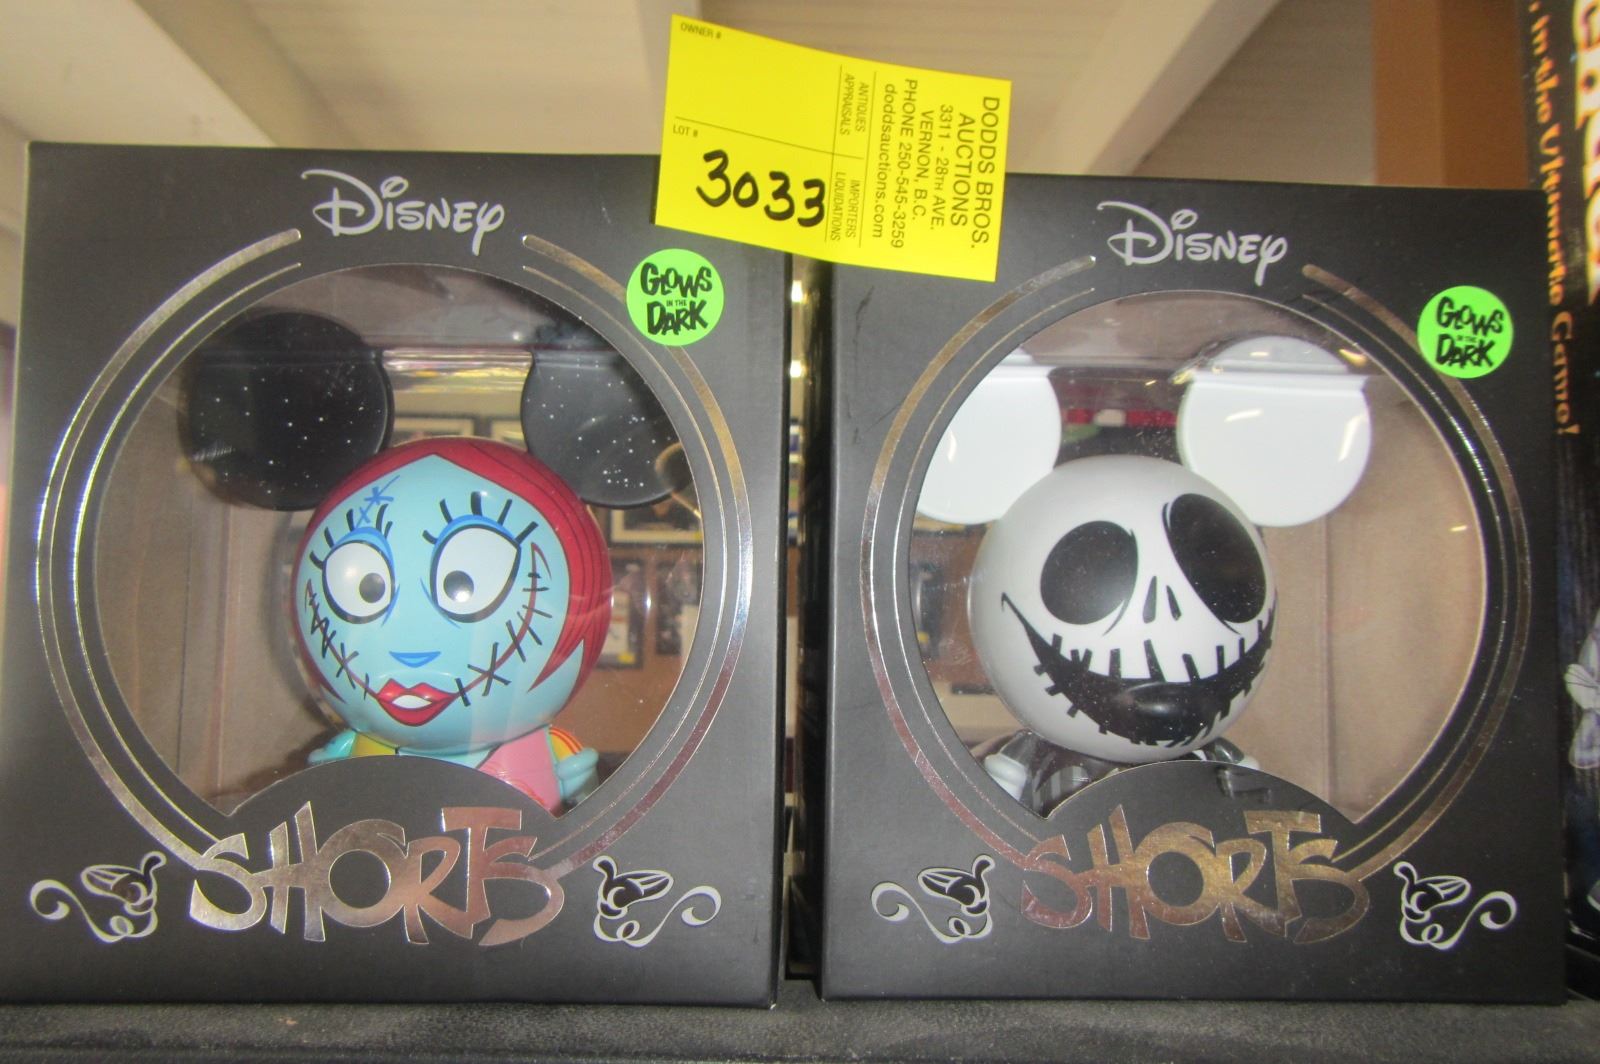 OWNER #
LOT #
3033
ANTIQUES
APPRAISALS
IMPORTERS
LIQUIDATIONS
DODDS BROS.
AUCTIONS
3311 - 28TH AVE.
VERNON, B.C.
PHONE 250-545-3259
doddsauctions.com
DISNEY
GLOWS
IN THE
DARK
SHORTS
DISNEY
GLOWS
IN THE
DARK
SHORTS
in the Ultimate Game!